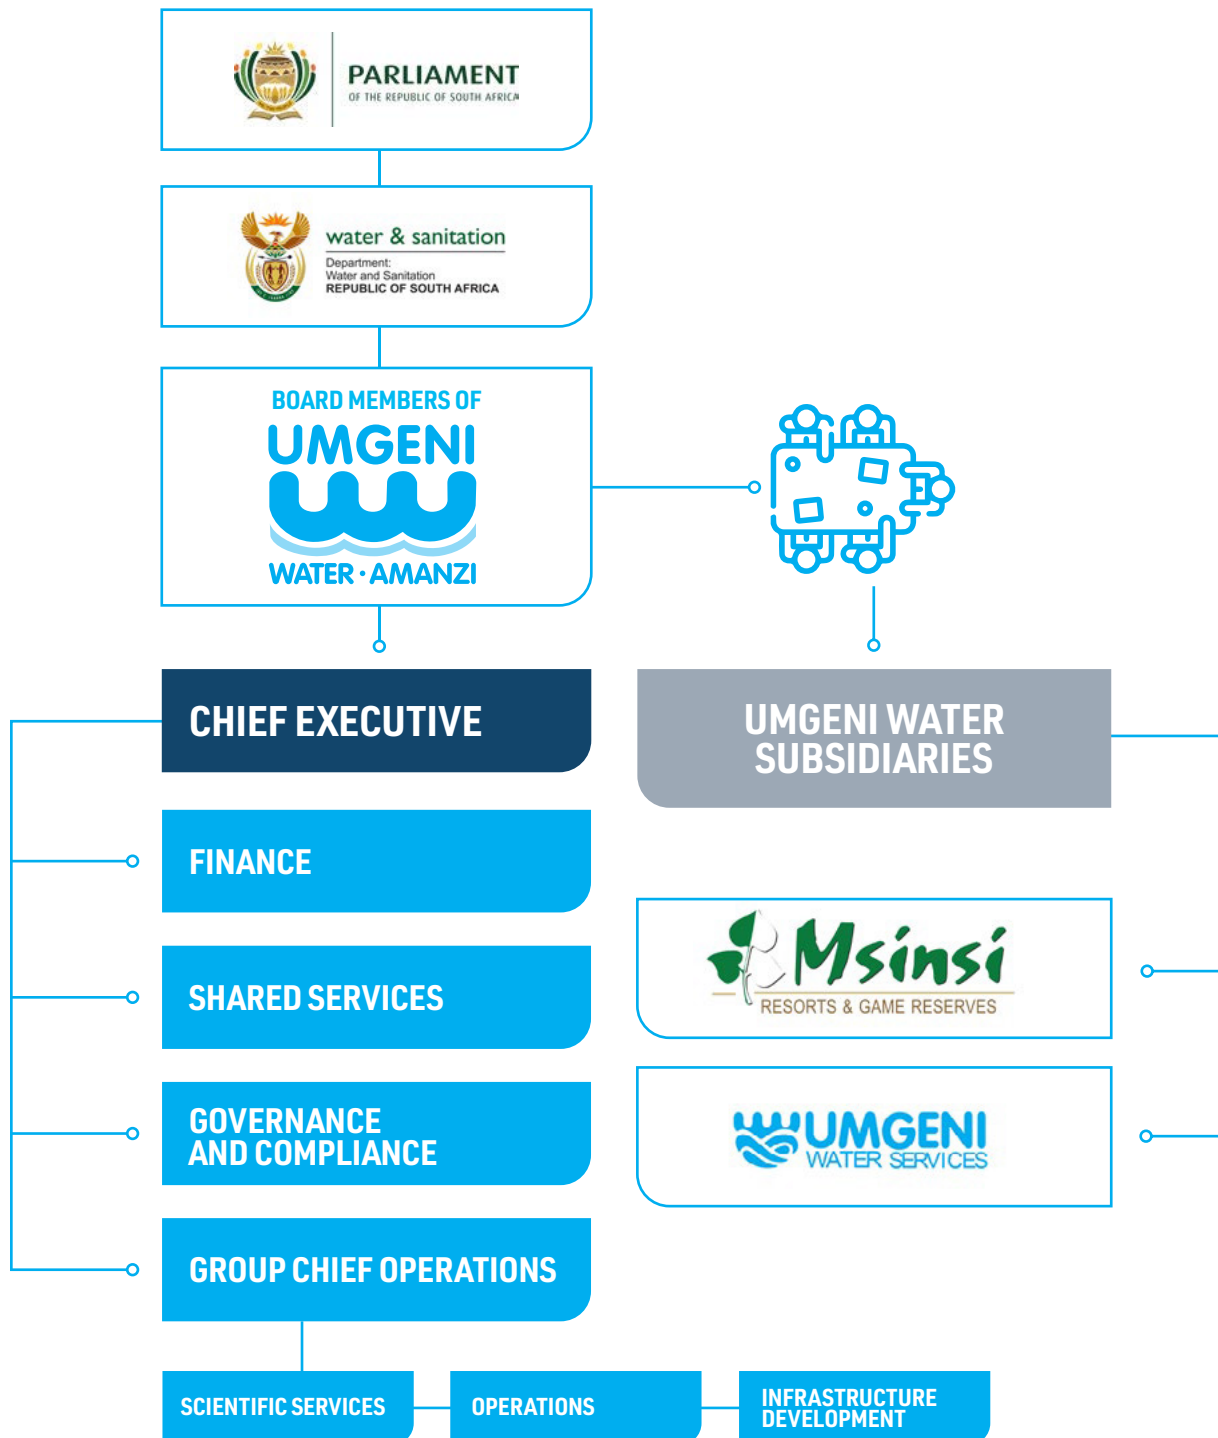 PARLIAMENT
OF THE REPUBLIC OF SOUTH AFRICA
water & sanitation
Department:
Water and Sanitation
REPUBLIC OF SOUTH AFRICA
BOARD MEMBERS OF
UMGENI
WATER · AMANZI
CHIEF EXECUTIVE
UMGENI WATER
SUBSIDIARIES
FINANCE
SHARED SERVICES
GOVERNANCE
AND COMPLIANCE
GROUP CHIEF OPERATIONS
Msinsi
RESORTS & GAME RESERVES
UMGENI
WATER SERVICES
SCIENTIFIC SERVICES
OPERATIONS
INFRASTRUCTURE
DEVELOPMENT